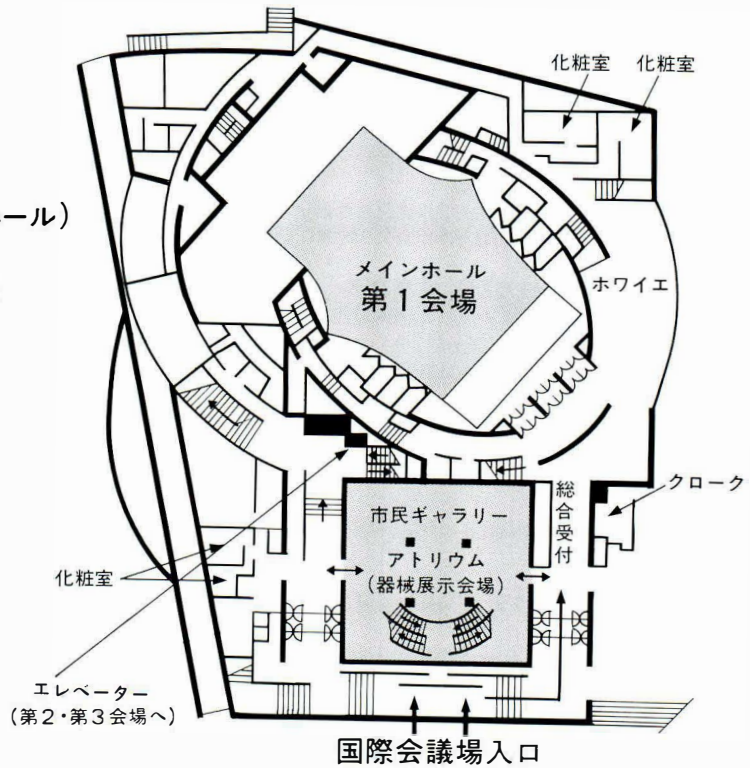 化粧室
化粧室
ール)
メインホール
第1会場
ホワイエ
クローク
総合受付
市民ギャラリー
アトリウム
(器械展示会場)
化粧室
エレベーター
(第2・第3会場へ)
国際会議場入口